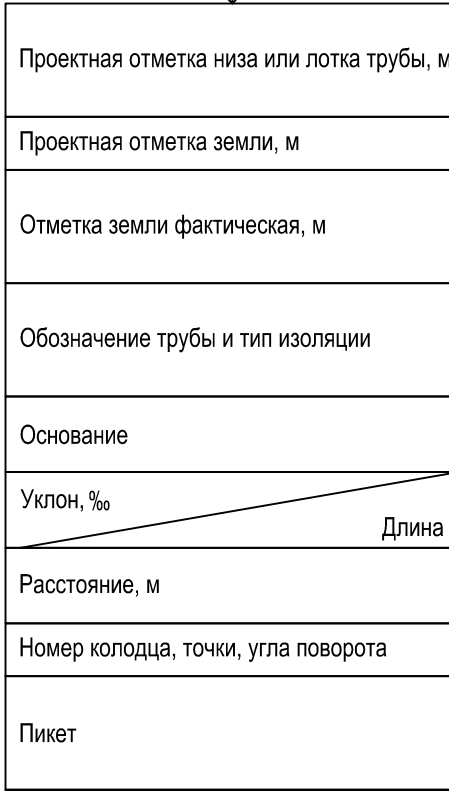 Проектная отметка низа или лотка трубы, м
Проектная отметка земли, м
Отметка земли фактическая, м
Обозначение трубы и тип изоляции
Основание
Уклон, ‰
Длина
Расстояние, м
Номер колодца, точки, угла поворота
Пикет